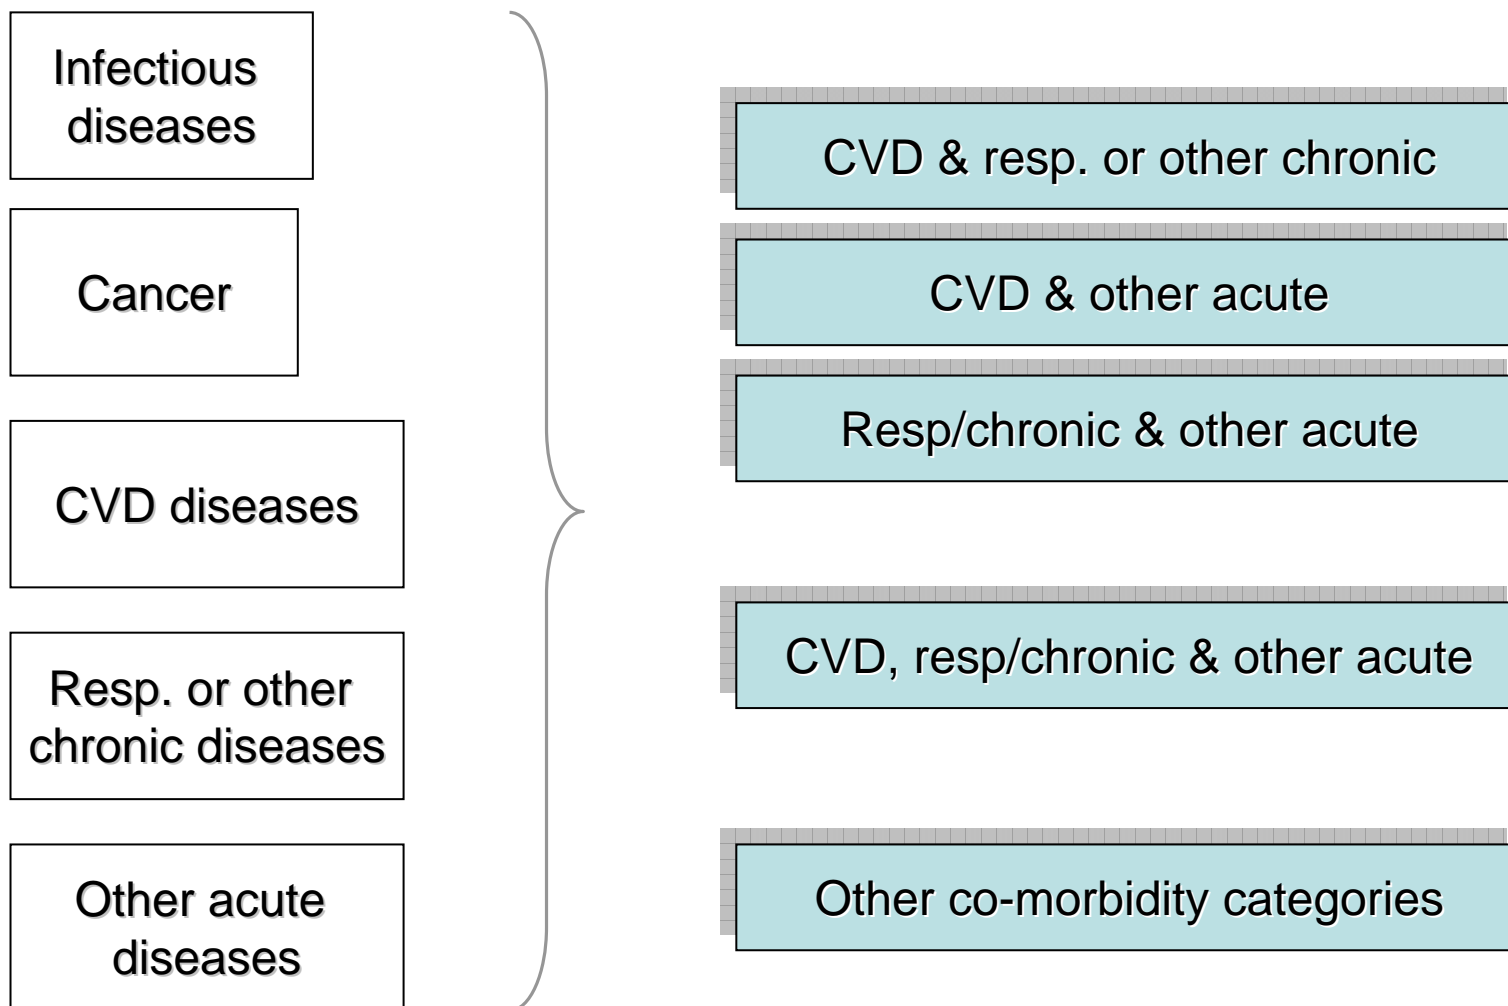 Infectious
diseases
Cancer
CVD diseases
Resp. or other
chronic diseases
Other acute
diseases
CVD & resp. or other chronic
CVD & other acute
Resp/chronic & other acute
CVD, resp/chronic & other acute
Other co-morbidity categories